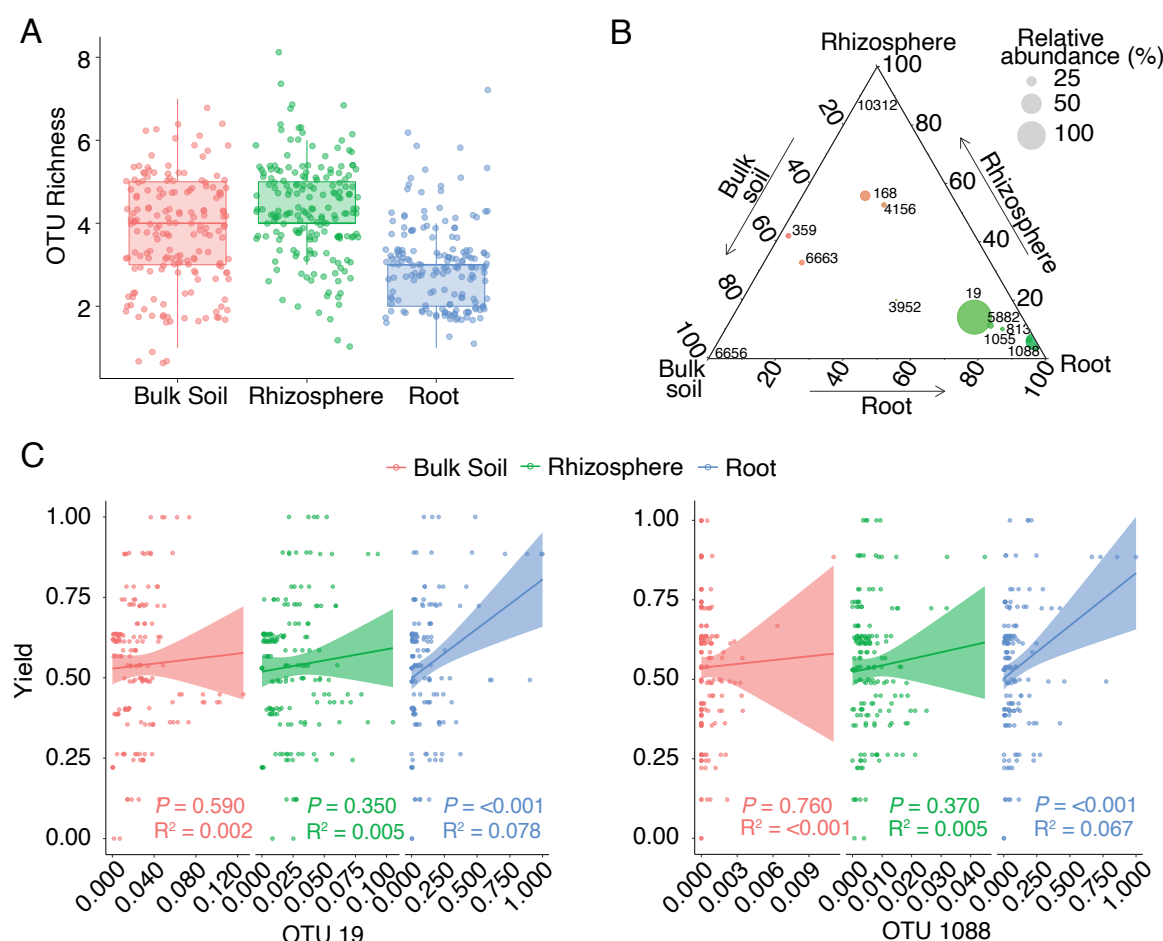 A
OTU Richness
8
6
4
2
Bulk Soil
Rhizosphere
Root
B
Rhizosphere
Relative
abundance (%)
25
50
100
100
80
60
40
20
Rhizosphere
20
40
60
80
100
Bulk
soil
10312
168
4156
359
6663
3952
19
5882
813
1055
1088
6656
Bulk
soil
Root
20
40
60
80
100
Root
C
Bulk Soil
Rhizosphere
Root
Yield
1.00
0.75
0.50
0.25
0.00
P = 0.590
R² = 0.002
P = 0.350
R² = 0.005
P = <0.001
R² = 0.078
0.000
0.040
0.080
0.120
0.000
0.025
0.050
0.075
0.100
0.000
0.250
0.500
0.750
1.000
OTU 19
1.00
0.75
0.50
0.25
0.00
P = 0.760
R² = <0.001
P = 0.370
R² = 0.005
P = <0.001
R² = 0.067
0.000
0.003
0.006
0.009
0.000
0.010
0.020
0.030
0.040
0.000
0.250
0.500
0.750
1.000
OTU 1088